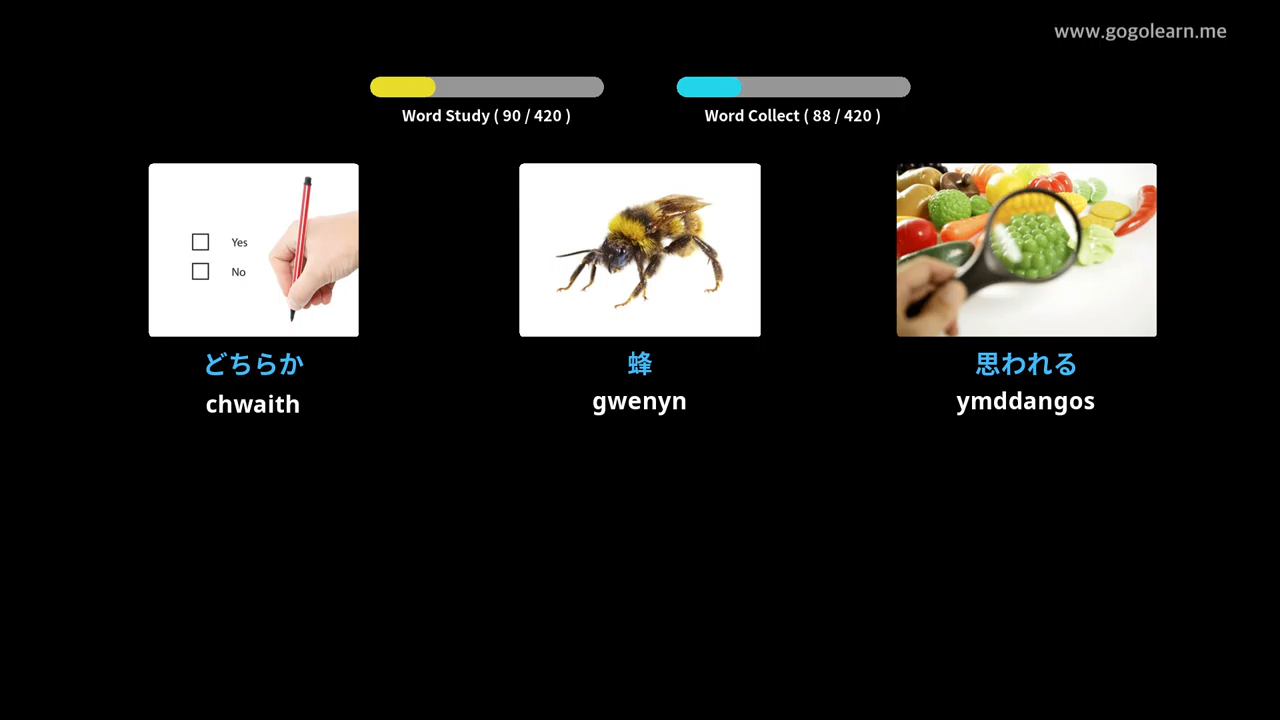 www.gogolearn.me
Word Study ( 90 / 420 )
Word Collect ( 88 / 420 )
Yes
No
どちらか
chwaith
蜂
gwenyn
思われる
ymddangos